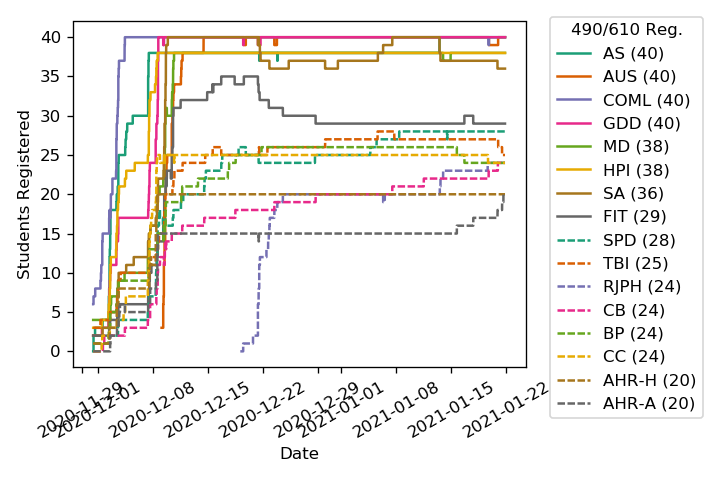 490/610 Reg.
AS (40)
AUS (40)
COML (40)
GDD (40)
MD (38)
HPI (38)
SA (36)
FIT (29)
SPD (28)
TBI (25)
RJPH (24)
CB (24)
BP (24)
CC (24)
AHR-H (20)
AHR-A (20)
Students Registered
40
35
30
25
20
15
10
5
0
2020-11-29
2020-12-01
2020-12-08
2020-12-15
2020-12-22
2020-12-29
2021-01-01
2021-01-08
2021-01-15
2021-01-22
Date